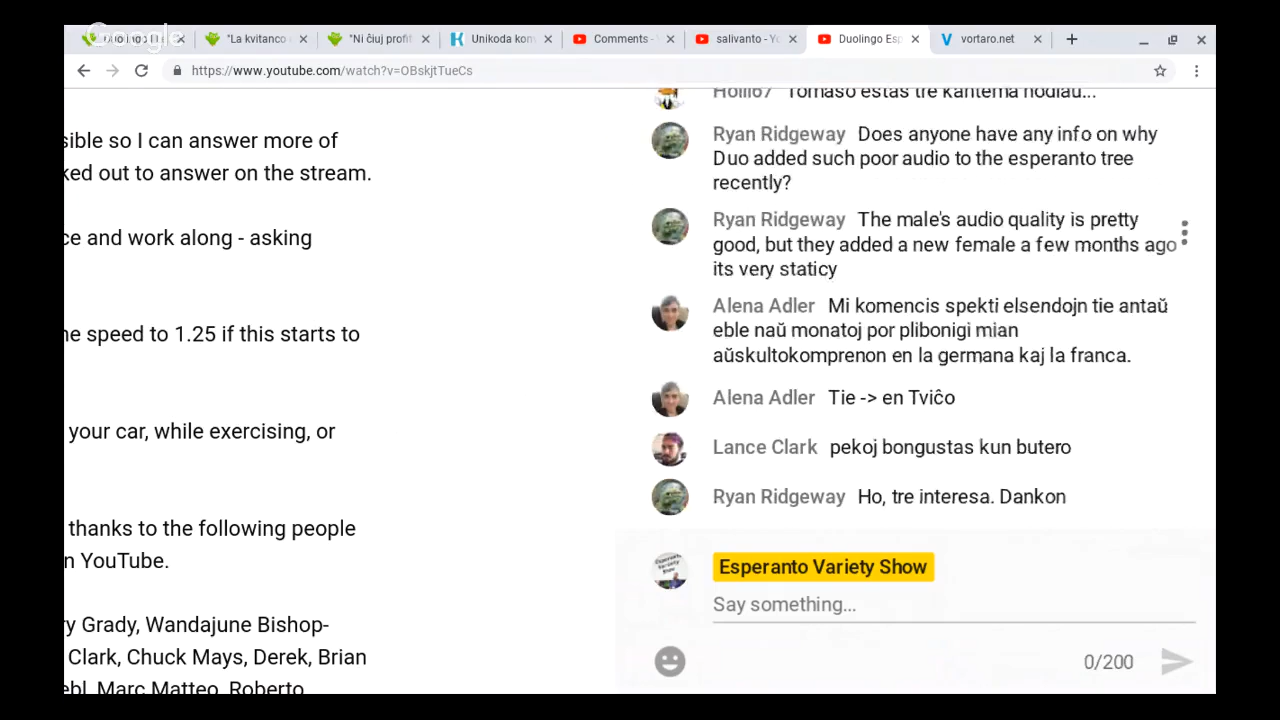 Google
"La kvitanco
"Ni ĉiuj profit
Unikoda kom
Comments -
salivanto - Yo
Duolingo Esp
vortaro.net
https://www.youtube.com/watch?v=OBskjtTueCs
sible so I can answer more of
ked out to answer on the stream.
ce and work along - asking
ne speed to 1.25 if this starts to
your car, while exercising, or
thanks to the following people
n YouTube.
ry Grady, Wandajune Bishop-
Clark, Chuck Mays, Derek, Brian
ebl, Marc Matteo, Roberto
Holli67 Tomaso estas tre kantema hodiaŭ...
Ryan Ridgeway Does anyone have any info on why
Duo added such poor audio to the esperanto tree
recently?
Ryan Ridgeway The male's audio quality is pretty
good, but they added a new female a few months ago
its very staticy
Alena Adler Mi komencis spekti elsendojn tie antaŭ
eble naŭ monatoj por plibonigi mian
aŭskultokomprenon en la germana kaj la franca.
Alena Adler Tie -> en Tviĉo
Lance Clark pekoj bongustas kun butero
Ryan Ridgeway Ho, tre interesa. Dankon
Esperanto Variety Show
Say something...
0/200